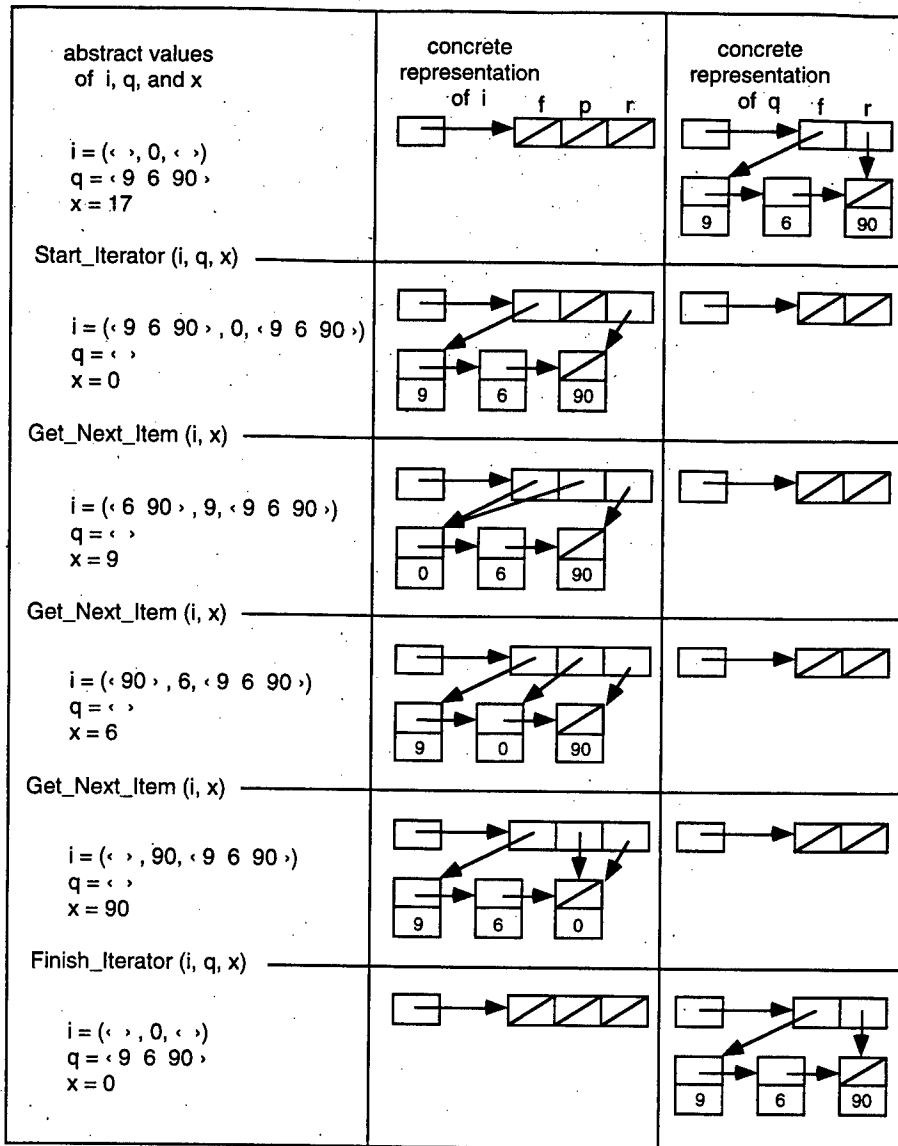 abstract values
of i, q, and x
concrete
representation
of i
f p r
concrete
representation
of q
f r
i = (‹ ›, 0, ‹ ›)
q = ‹ 9 6 90 ›
x = 17
9 6 90
Start_Iterator (i, q, x)
i = (‹ 9 6 90 › , 0, ‹ 9 6 90 ›)
q = ‹ ›
x = 0
9 6 90
Get_Next_Item (i, x)
i = (‹ 6 90 › , 9, ‹ 9 6 90 ›)
q = ‹ ›
x = 9
0 6 90
Get_Next_Item (i, x)
i = (‹ 90 › , 6, ‹ 9 6 90 ›)
q = ‹ ›
x = 6
9 0 90
Get_Next_Item (i, x)
i = (‹ › , 90, ‹ 9 6 90 ›)
q = ‹ ›
x = 90
9 6 0
Finish_Iterator (i, q, x)
i = (‹ › , 0, ‹ ›)
q = ‹ 9 6 90 ›
x = 0
9 6 90